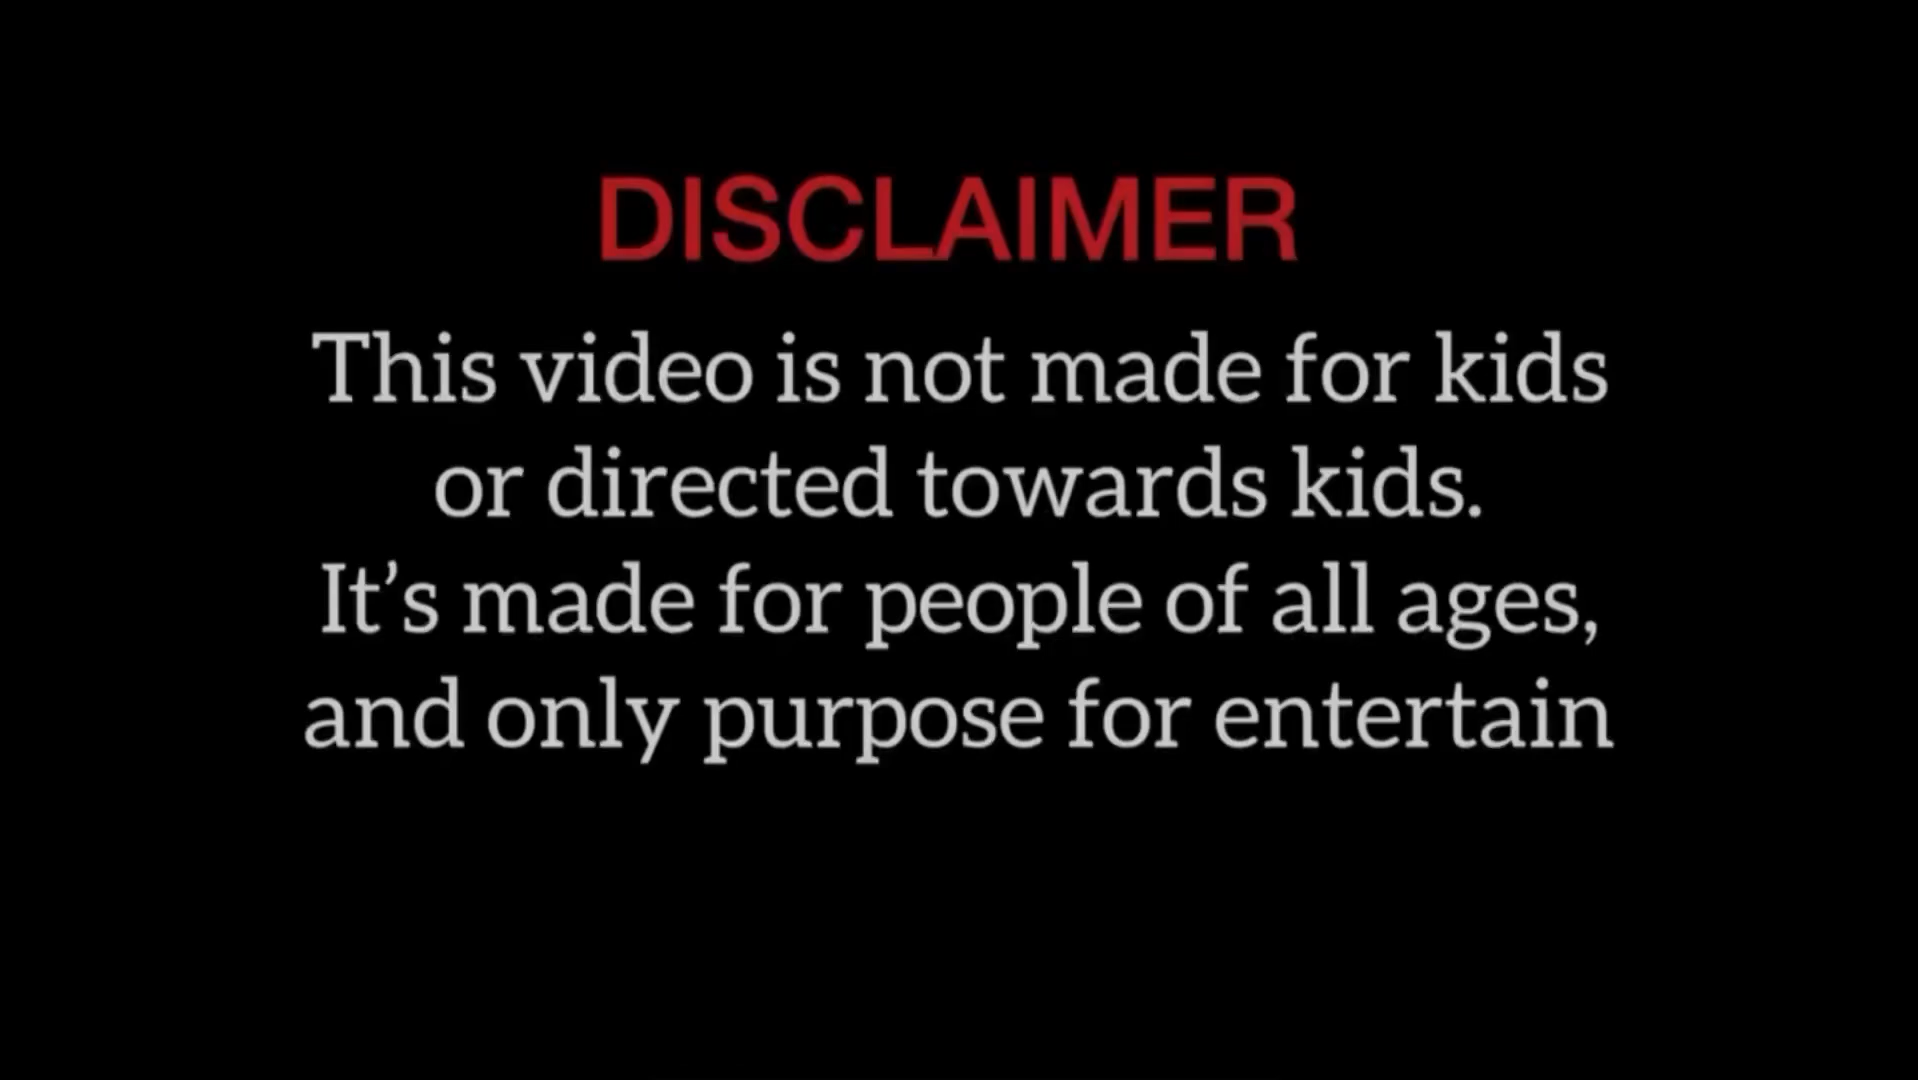 DISCLAIMER
This video is not made for kids
or directed towards kids.
It’s made for people of all ages,
and only purpose for entertain